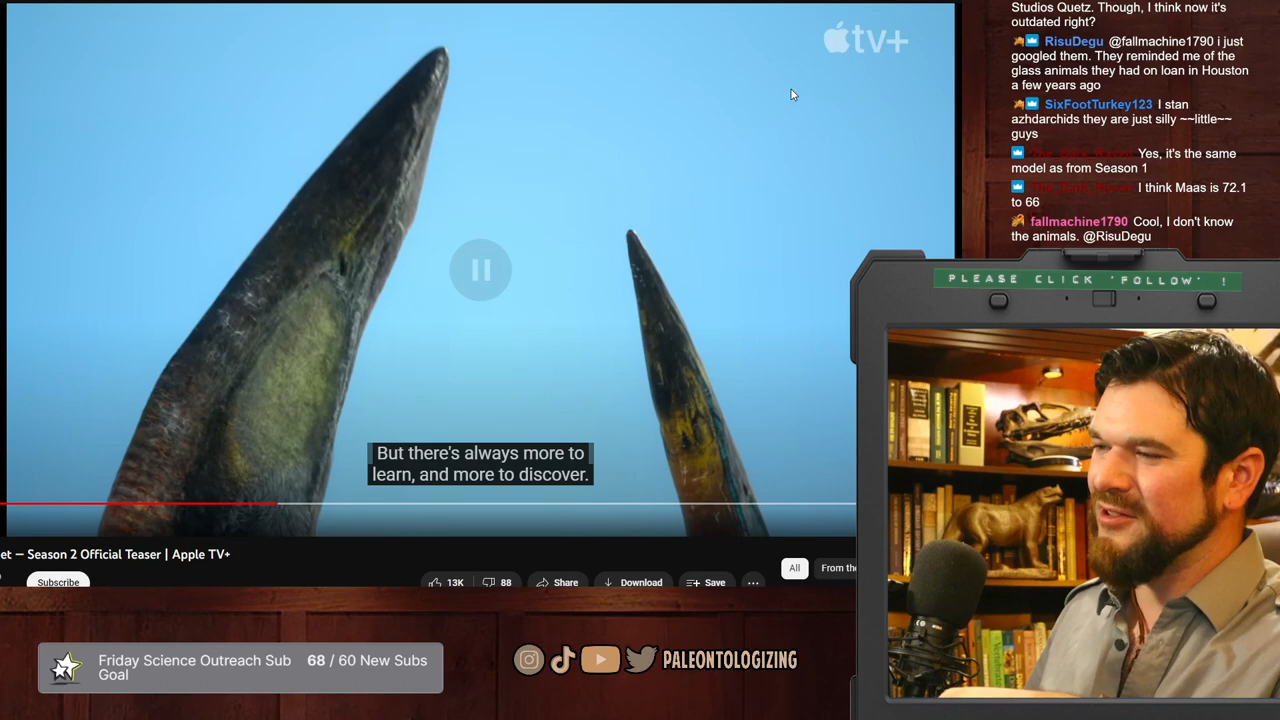 tv+
But there's always more to
learn, and more to discover.
et — Season 2 Official Teaser | Apple TV+
Subscribe
13K
88
Share
Download
Save
All
From the
Studios Quetz. Though, I think now it's
outdated right?
RisuDegu @fallmachine1790 i just
googled them. They reminded me of the
glass animals they had on loan in Houston
a few years ago
SixFootTurkey123 I stan
azhdarchids they are just silly ~~little~~
guys
Yes, it's the same
model as from Season 1
I think Maas is 72.1
to 66
fallmachine1790 Cool, I don't know
the animals. @RisuDegu
PLEASE CLICK 'FOLLOW' !
Friday Science Outreach Sub
Goal
68 / 60 New Subs
PALEONTOLOGIZING